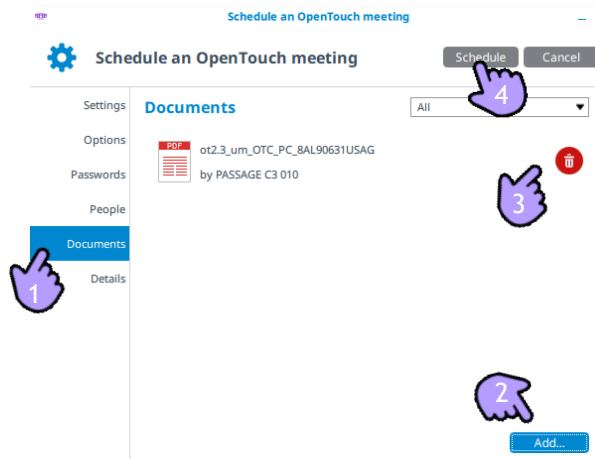 Schedule an OpenTouch meeting
Schedule an OpenTouch meeting
Schedule
Cancel
4
Settings
Documents
All
Options
PDF
ot2.3_um_OTC_PC_8AL90631USAG
Passwords
by PASSAGE C3 010
3
People
Documents
Details
1
2
Add...